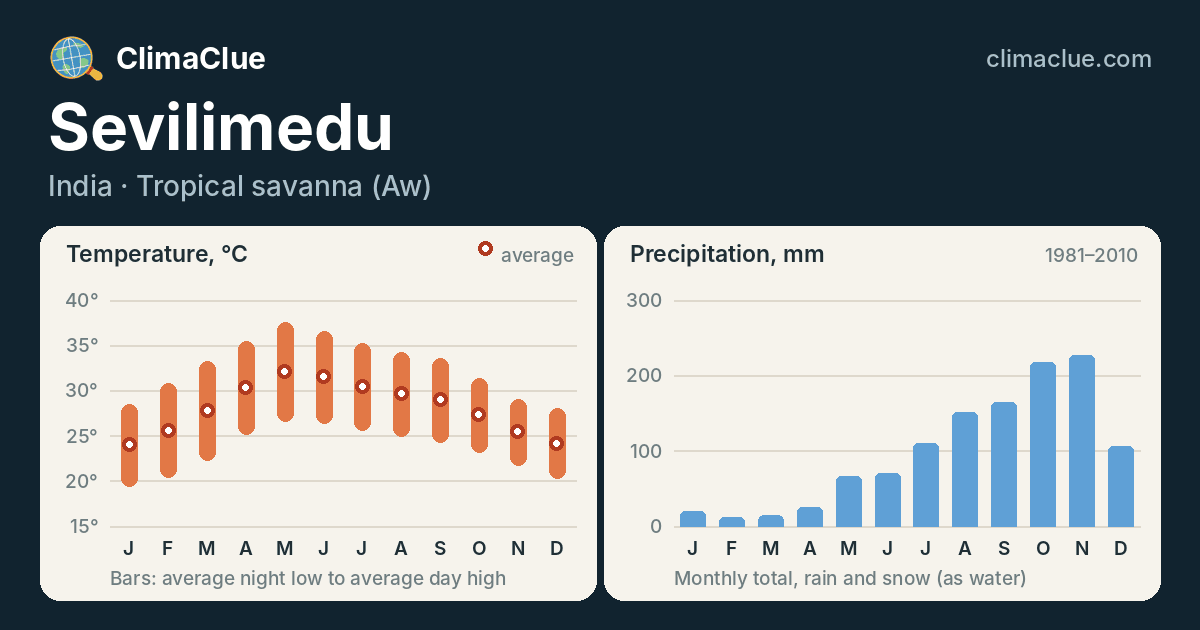 ClimaClue
climaclue.com
Sevilimedu
India · Tropical savanna (Aw)
Temperature, °C
average
40°
35°
30°
25°
20°
15°
J F M A M J J A S O N D
Bars: average night low to average day high
Precipitation, mm
1981–2010
300
200
100
0
J F M A M J J A S O N D
Monthly total, rain and snow (as water)